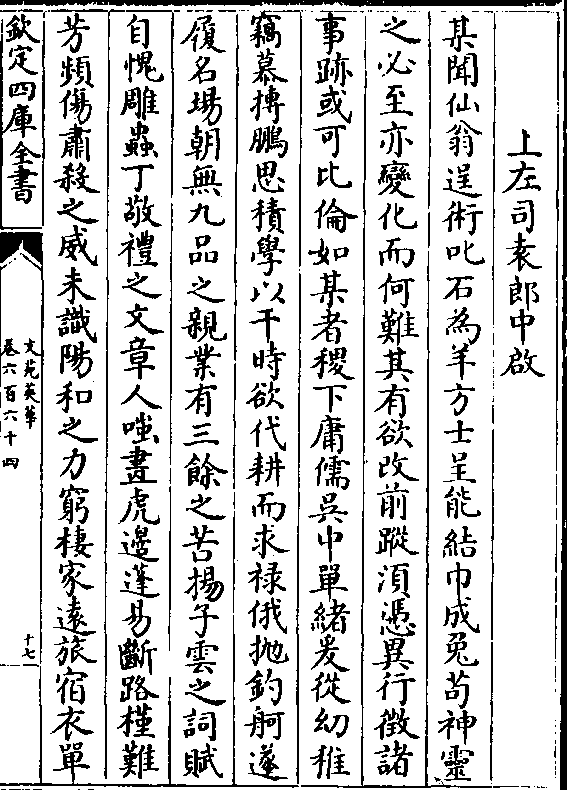 上左司袁郎中啟
某聞仙翁逞術叱石為羊方士呈能結巾成兔茍神靈
之必至亦變化而何難其有欲改前蹤湏憑異行徵諸
事跡或可比倫如某者稷下庸儒吳中單緒爰從幼稚
竊慕摶鵬思積學以干時欲代耕而求禄俄抛釣舸遂
履名場朝無九品之親業有三餘之苦揚子雲之詞賦
自愧雕蟲丁敬禮之文章人嗤畫虎邊蓬易斷路槿難
芳頻傷肅殺之威未識陽和之力窮棲家遠旅宿衣單
欽定四庫全書
文苑英華
卷六百六十四
十七